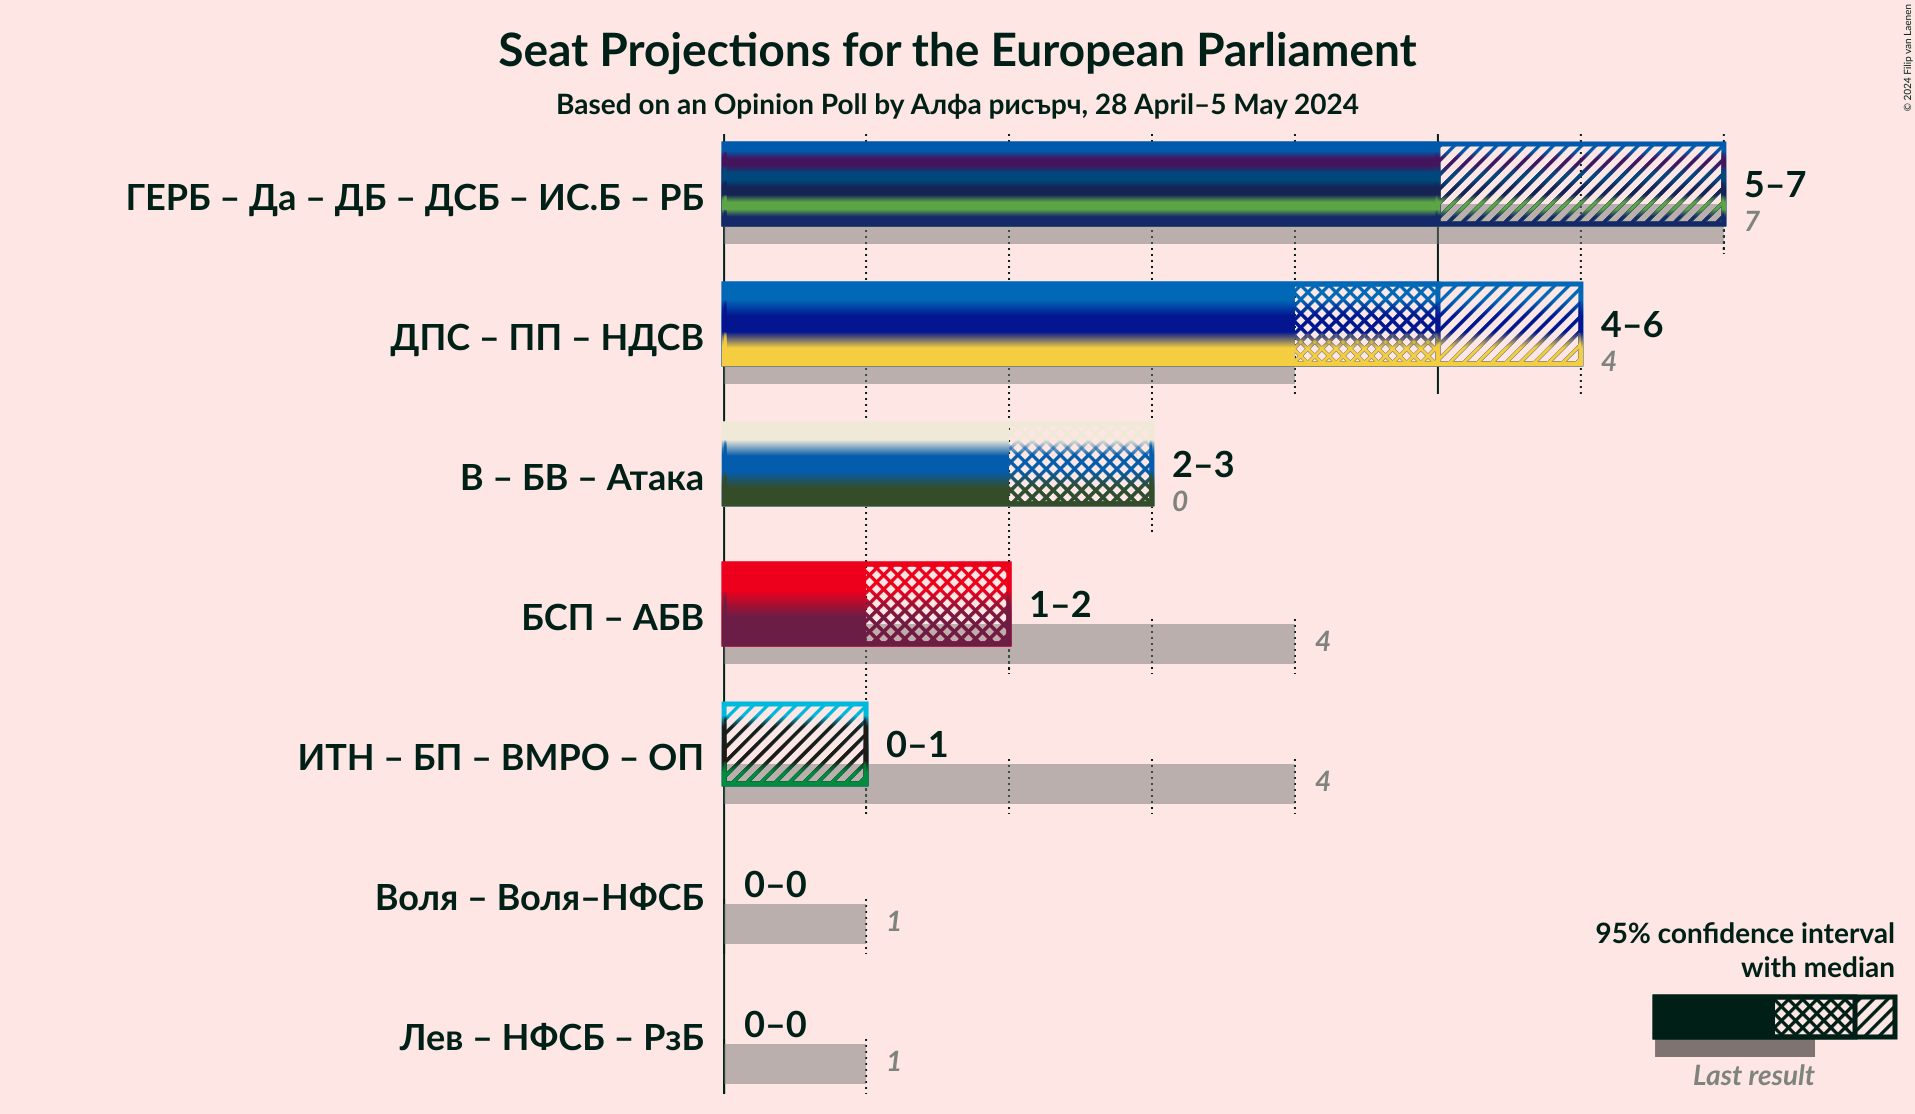 Seat Projections for the European Parliament
Based on an Opinion Poll by Алфа рисърч, 28 April–5 May 2024
© 2024 Filip van Laenen
ГЕРБ – Да – ДБ – ДСБ – ИС.Б – РБ
5–7
7
ДПС – ПП – НДСВ
4–6
4
В – БВ – Атака
2–3
0
БСП – АБВ
1–2
4
ИТН – БП – ВМРО – ОП
0–1
4
Воля – Воля–НФСБ
0–0
1
Лев – НФСБ – РзБ
0–0
1
95% confidence interval
with median
Last result